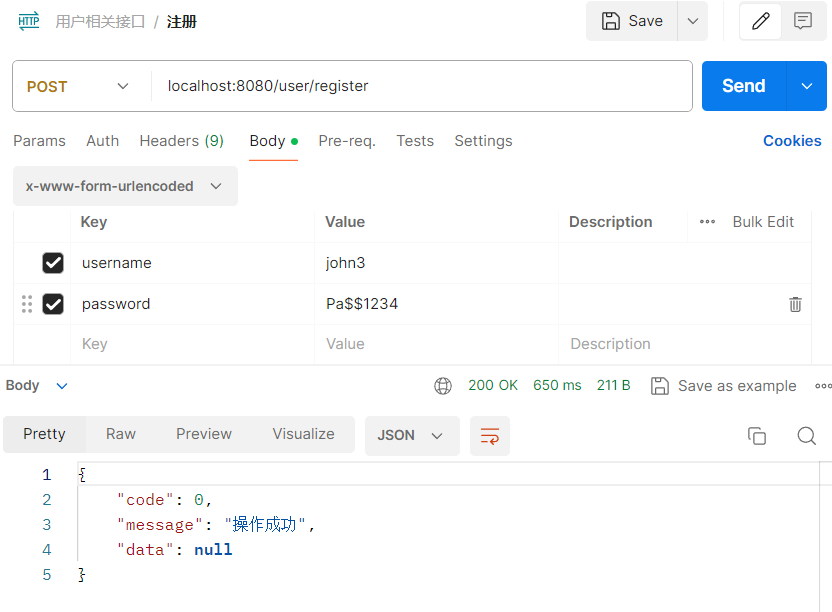 HTTP 用户相关接口 / 注册 Save
POST localhost:8080/user/register Send
Params Auth Headers (9) Body Pre-req. Tests Settings Cookies
x-www-form-urlencoded
Key Value Description Bulk Edit
username john3
password Pa$$1234
Key Value Description
Body 200 OK 650 ms 211 B Save as example
Pretty Raw Preview Visualize JSON
1 {
2 "code": 0,
3 "message": "操作成功",
4 "data": null
5 }